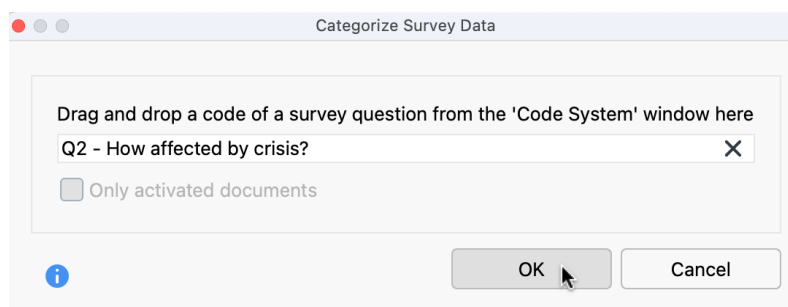 Categorize Survey Data
Drag and drop a code of a survey question from the 'Code System' window here
Q2 - How affected by crisis?
Only activated documents
OK
Cancel